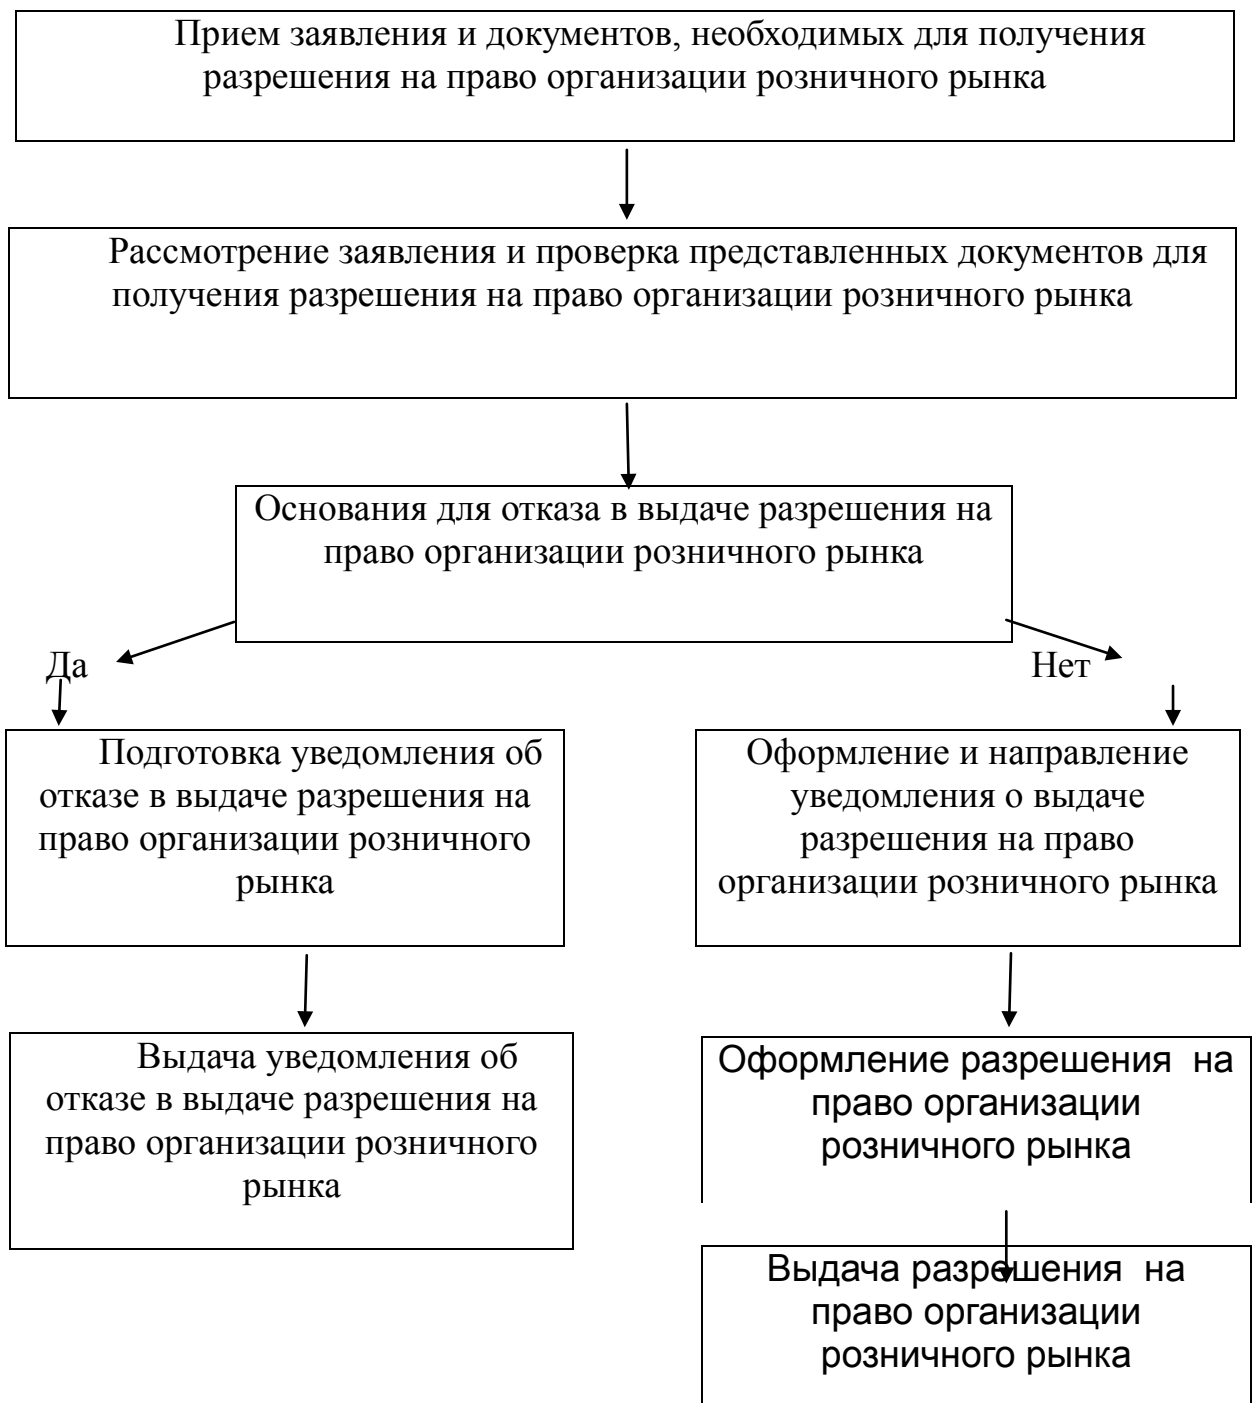 Прием заявления и документов, необходимых для получения
разрешения на право организации розничного рынка
Рассмотрение заявления и проверка представленных документов для
получения разрешения на право организации розничного рынка
Основания для отказа в выдаче разрешения на
право организации розничного рынка
Да
Нет
Подготовка уведомления об
отказе в выдаче разрешения на
право организации розничного
рынка
Оформление и направление
уведомления о выдаче
разрешения на право
организации розничного рынка
Выдача уведомления об
отказе в выдаче разрешения на
право организации розничного
рынка
Оформление разрешения на
право организации
розничного рынка
Выдача разрешения на
право организации
розничного рынка